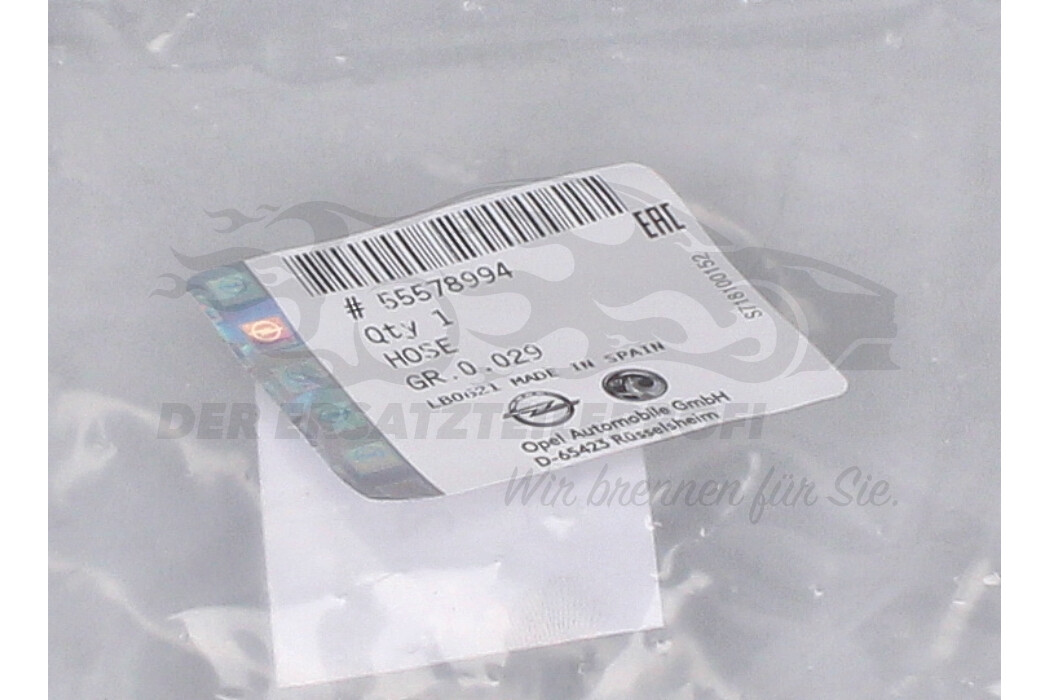 # 55578994
Qty 1
HOSE
GR.0.029
LB0621 MADE IN SPAIN
Opel Automobile GmbH
D-65423 Rüsselsheim
EAC
S718100152
DER ERSATZTEILEPROFI
Wir brennen für Sie.